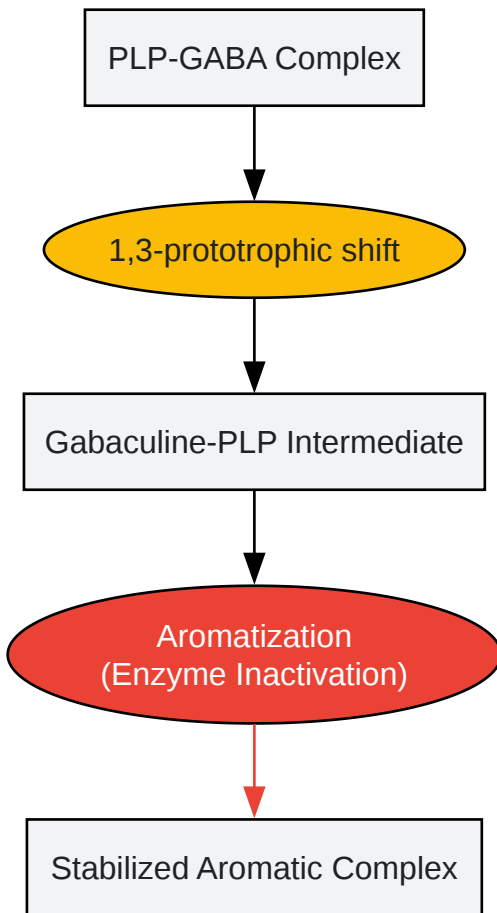 PLP-GABA Complex
1,3-prototrophic shift
Gabaculine-PLP Intermediate
Aromatization
(Enzyme Inactivation)
Stabilized Aromatic Complex